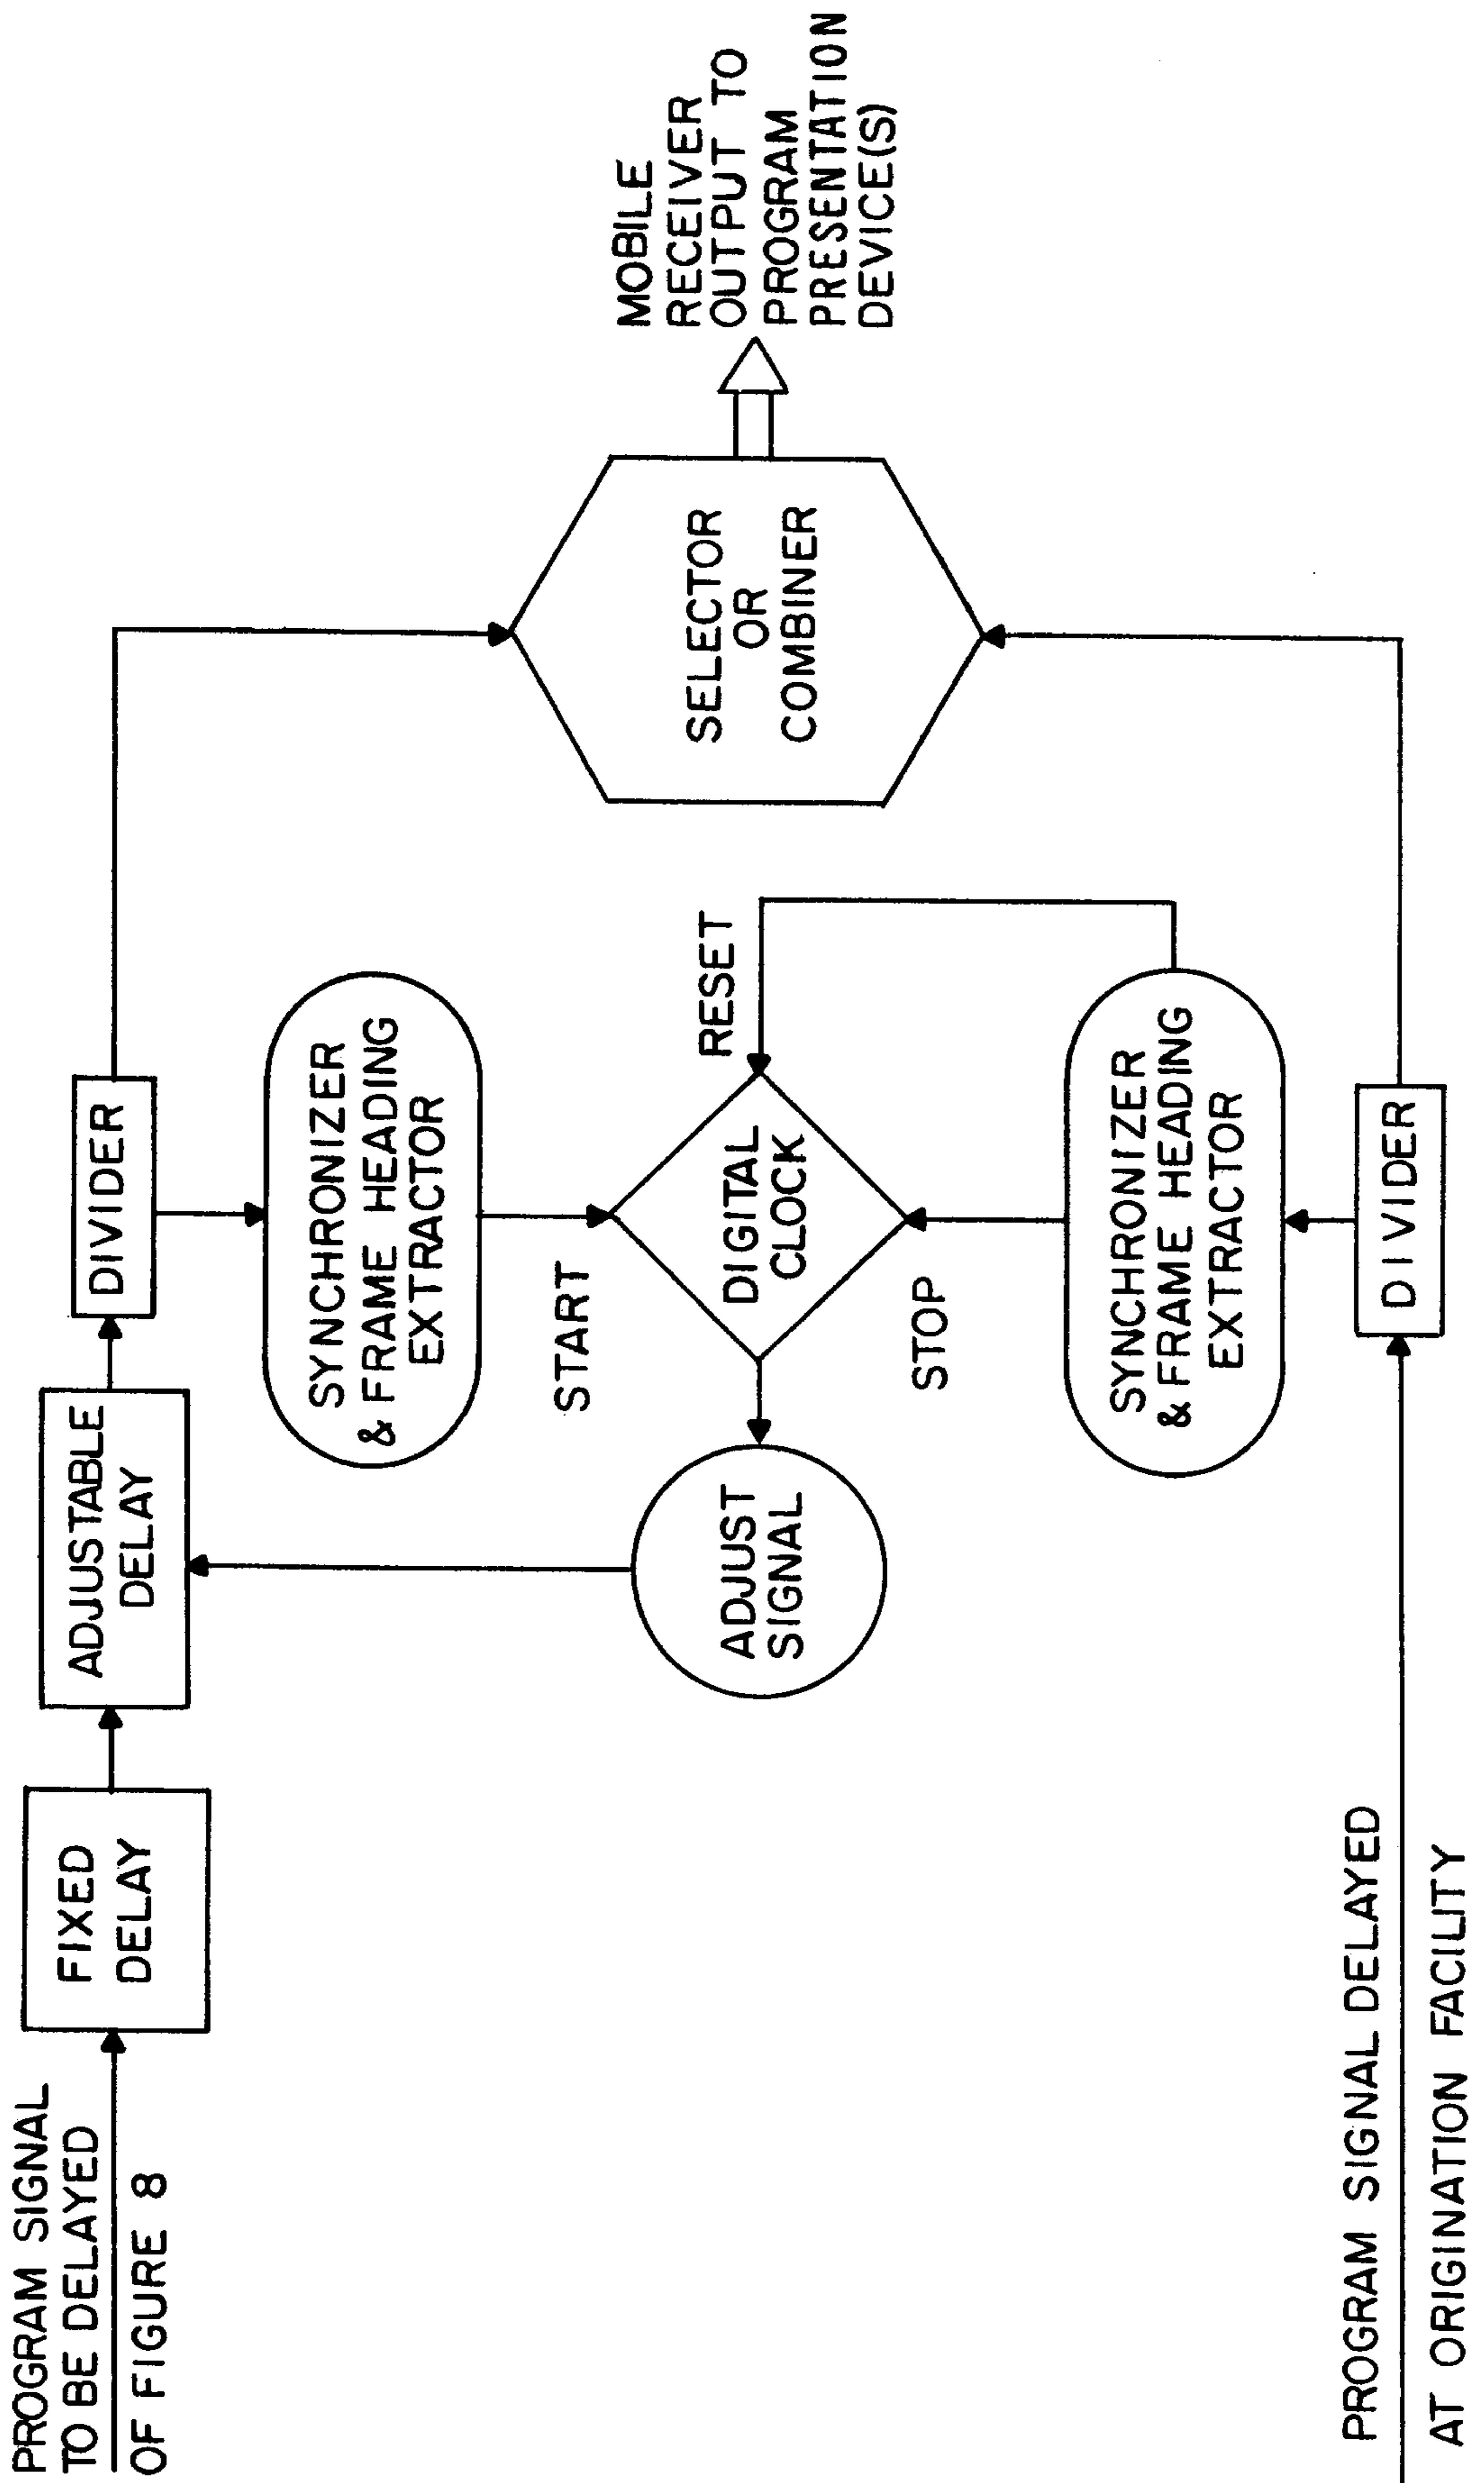 PROGRAM SIGNAL
TO BE DELAYED
OF FIGURE 8
FIXED
DELAY
ADJUSTABLE
DELAY
DIVIDER
SYNCHRONIZER
& FRAME HEADING
EXTRACTOR
START
ADJUST
SIGNAL
DIGITAL
CLOCK
RESET
STOP
SYNCHRONIZER
& FRAME HEADING
EXTRACTOR
SELECTOR
OR
COMBINER
MOBILE
RECEIVER
OUTPUT TO
PROGRAM
PRESENTATION
DEVICE(S)
PROGRAM SIGNAL DELAYED
AT ORIGINATION FACILITY
DIVIDER